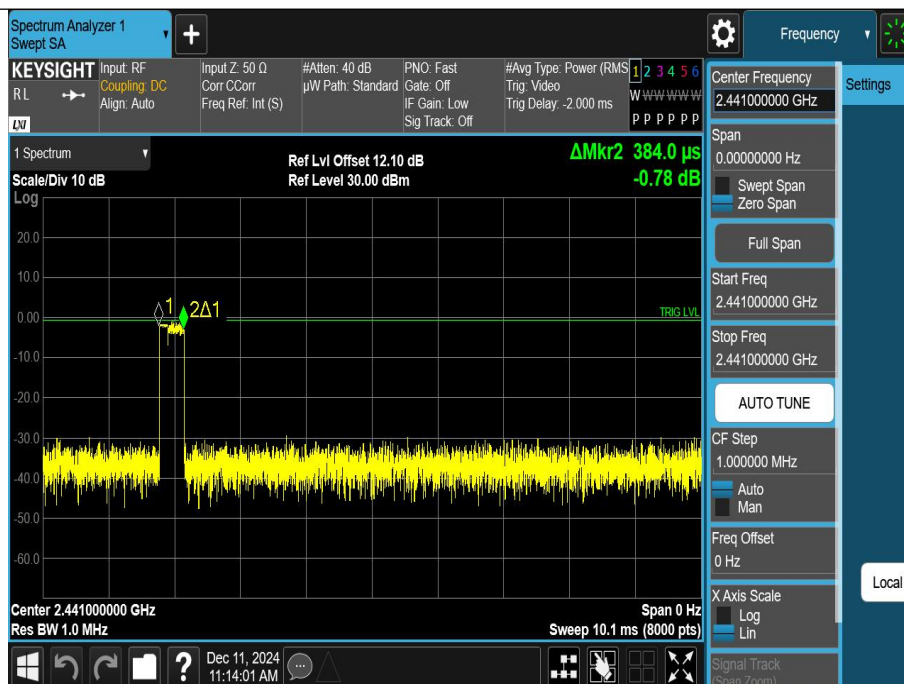 Spectrum Analyzer 1
Swept SA
Frequency
KEYSIGHT
RL
LXI
Input: RF
Coupling: DC
Align: Auto
Input Z: 50 Ω
Corr CCorr
Freq Ref: Int (S)
#Atten: 40 dB
µW Path: Standard
PNO: Fast
Gate: Off
IF Gain: Low
Sig Track: Off
#Avg Type: Power (RMS
Trig: Video
Trig Delay: -2.000 ms
1 2 3 4 5 6
W W W W W W
P P P P P P
1 Spectrum
Scale/Div 10 dB
Log
Ref Lvl Offset 12.10 dB
Ref Level 30.00 dBm
ΔMkr2 384.0 µs
-0.78 dB
20.0
10.0
0.00
-10.0
-20.0
-30.0
-40.0
-50.0
-60.0
1
2Δ1
TRIG LVL
Center 2.441000000 GHz
Res BW 1.0 MHz
Span 0 Hz
Sweep 10.1 ms (8000 pts)
Center Frequency
2.441000000 GHz
Settings
Span
0.00000000 Hz
Swept Span
Zero Span
Full Span
Start Freq
2.441000000 GHz
Stop Freq
2.441000000 GHz
AUTO TUNE
CF Step
1.000000 MHz
Auto
Man
Freq Offset
0 Hz
X Axis Scale
Log
Lin
Signal Track
(Span Zoom)
Local
?
Dec 11, 2024
11:14:01 AM